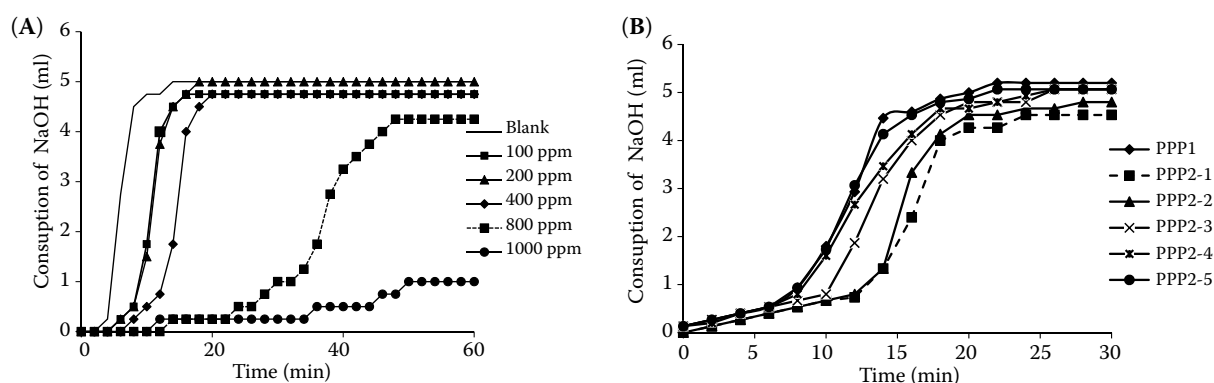 (A)
6
5
4
3
2
1
0
Consuption of NaOH (ml)
0 20 40 60
Time (min)
Blank
100 ppm
200 ppm
400 ppm
800 ppm
1000 ppm
(B)
6
5
4
3
2
1
0
Consuption of NaOH (ml)
0 5 10 15 20 25 30
Time (min)
PPP1
PPP2-1
PPP2-2
PPP2-3
PPP2-4
PPP2-5